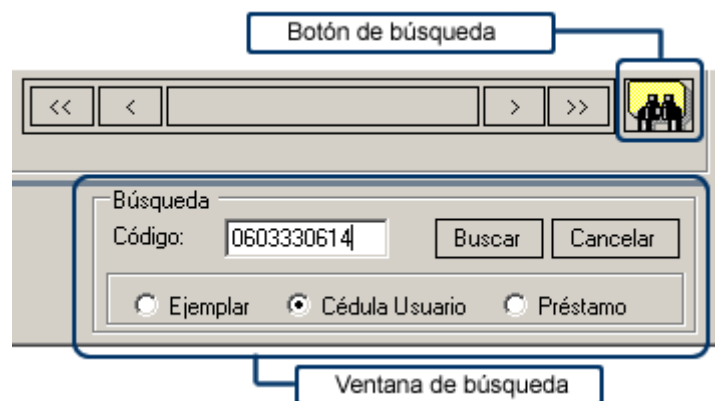 Botón de búsqueda
<< < > >>
Búsqueda
Código: 0603330614 Buscar Cancelar
Ejemplar Cédula Usuario Préstamo
Ventana de búsqueda